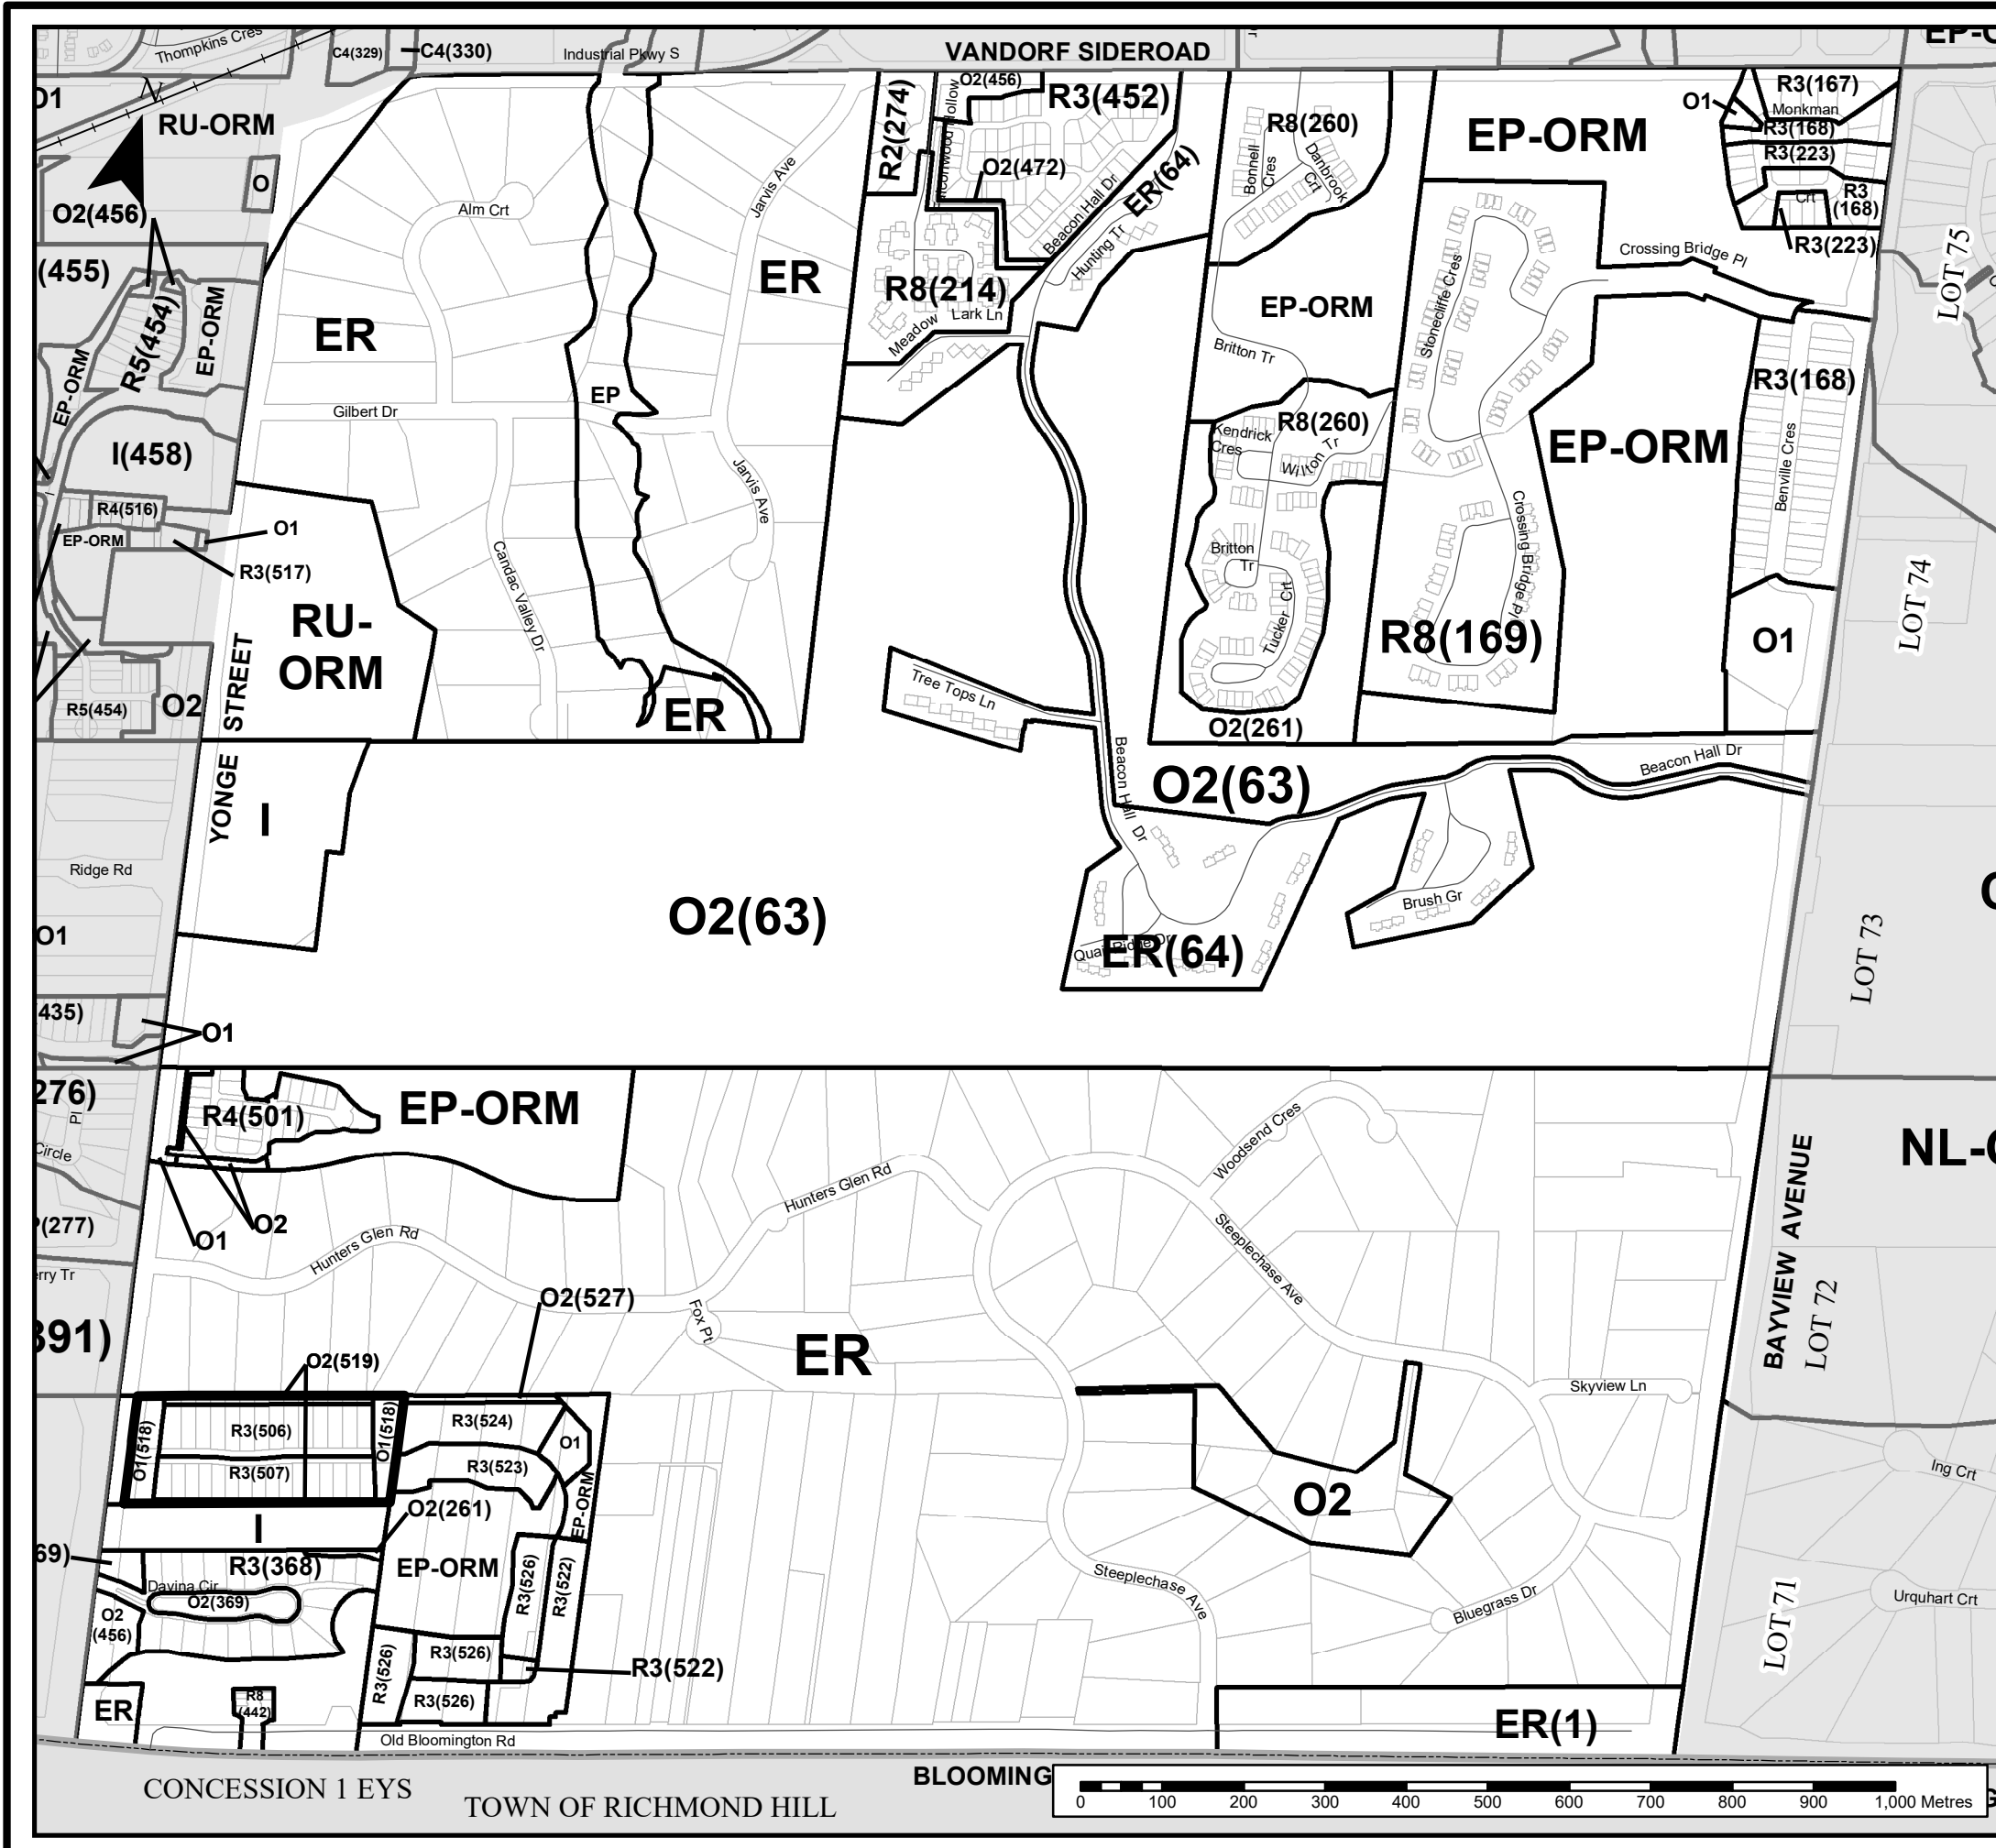 Thompkins Cres
C4(329)
C4(330)
Industrial Pkwy S
VANDORF SIDEROAD
O1
N
RU-ORM
O
O2(456)
(455)
R5(454)
EP-ORM
EP-ORM
I(458)
R4(516)
EP-ORM
O1
R3(517)
RU-
ORM
R5(454)
O2
YONGE STREET
I
Ridge Rd
O1
435)
O1
276)
Pl
Circle
(277)
rry Tr
391)
69)
Alm Crt
Jarvis Ave
ER
ER
EP
Gilbert Dr
Jarvis Ave
Candac Valley Dr
ER
R2(274)
O2(456)
R3(452)
O2(472)
Beacon Hall Dr
ER(64)
Hunting Tr
R8(214)
Meadow
Lark Ln
R8(260)
Bonnell
Cres
Danbrook
Crt
EP-ORM
Britton Tr
R8(260)
Kendrick
Cres
Wilton Tr
Britton
Tr
Tucker Crt
O2(261)
EP-ORM
O1
R3(167)
Monkman
R3(168)
R3(223)
R3
(168)
Crt
R3(223)
Crossing Bridge Pl
Stonecliffe Cres
R3(168)
EP-ORM
Benville Cres
Crossing Bridge Pl
R8(169)
O1
LOT 75
LOT 74
Tree Tops Ln
Beacon Hall Dr
O2(63)
Beacon Hall Dr
O2(63)
Brush Gr
ER(64)
LOT 73
R4(501)
EP-ORM
O2
O1
Hunters Glen Rd
Hunters Glen Rd
Woodsend Cres
Steeplechase Ave
Fox Pt
O2(527)
ER
O2(519)
BAYVIEW AVENUE
LOT 72
Skyview Ln
O1(518)
R3(506)
O1(518)
R3(507)
R3(524)
O1
R3(523)
EP-ORM
O2(261)
I
R3(368)
EP-ORM
Davina Cir
O2(369)
O2
(456)
R3(526)
R3(522)
R3(526)
R3(526)
R3(522)
R3(526)
ER
R8
(442)
Old Bloomington Rd
O2
Steeplechase Ave
Bluegrass Dr
Ing Crt
Urquhart Crt
LOT 71
ER(1)
CONCESSION 1 EYS
TOWN OF RICHMOND HILL
BLOOMING
0 100 200 300 400 500 600 700 800 900 1,000 Metres